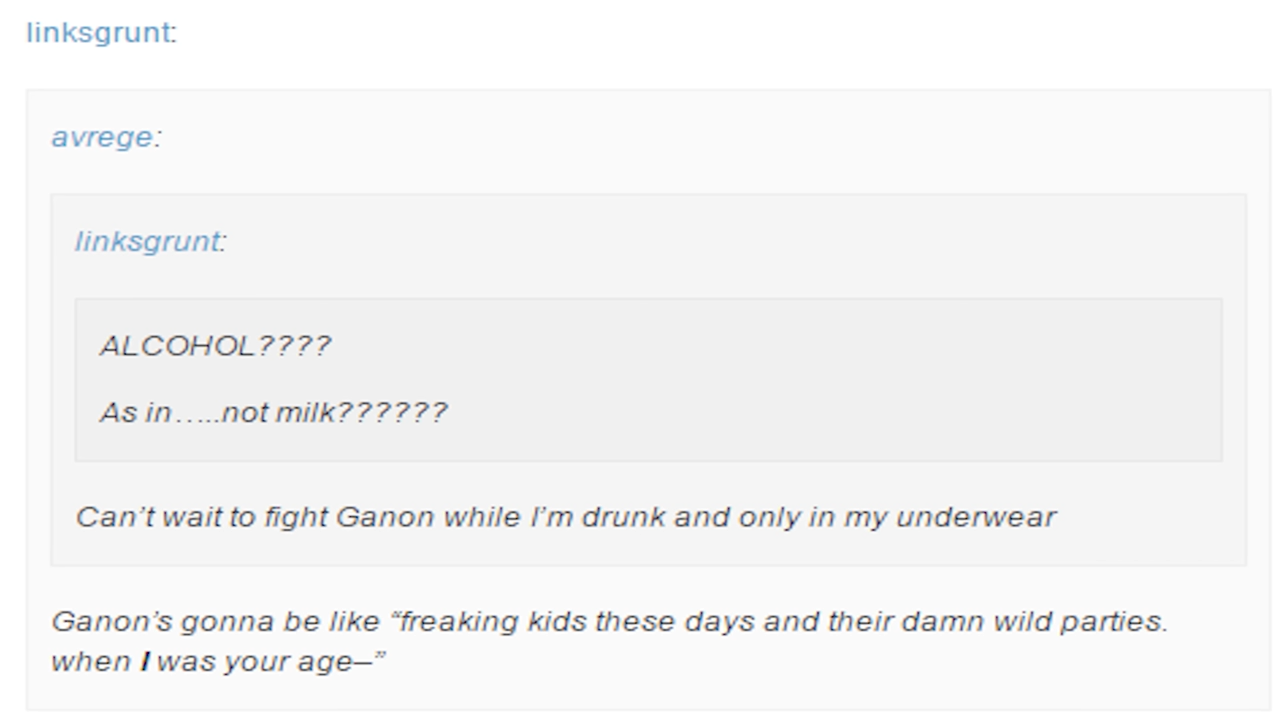 linksgrunt:
avrege:
linksgrunt:
ALCOHOL????
As in…..not milk??????
Can’t wait to fight Ganon while I’m drunk and only in my underwear
Ganon’s gonna be like “freaking kids these days and their damn wild parties.
when I was your age–”